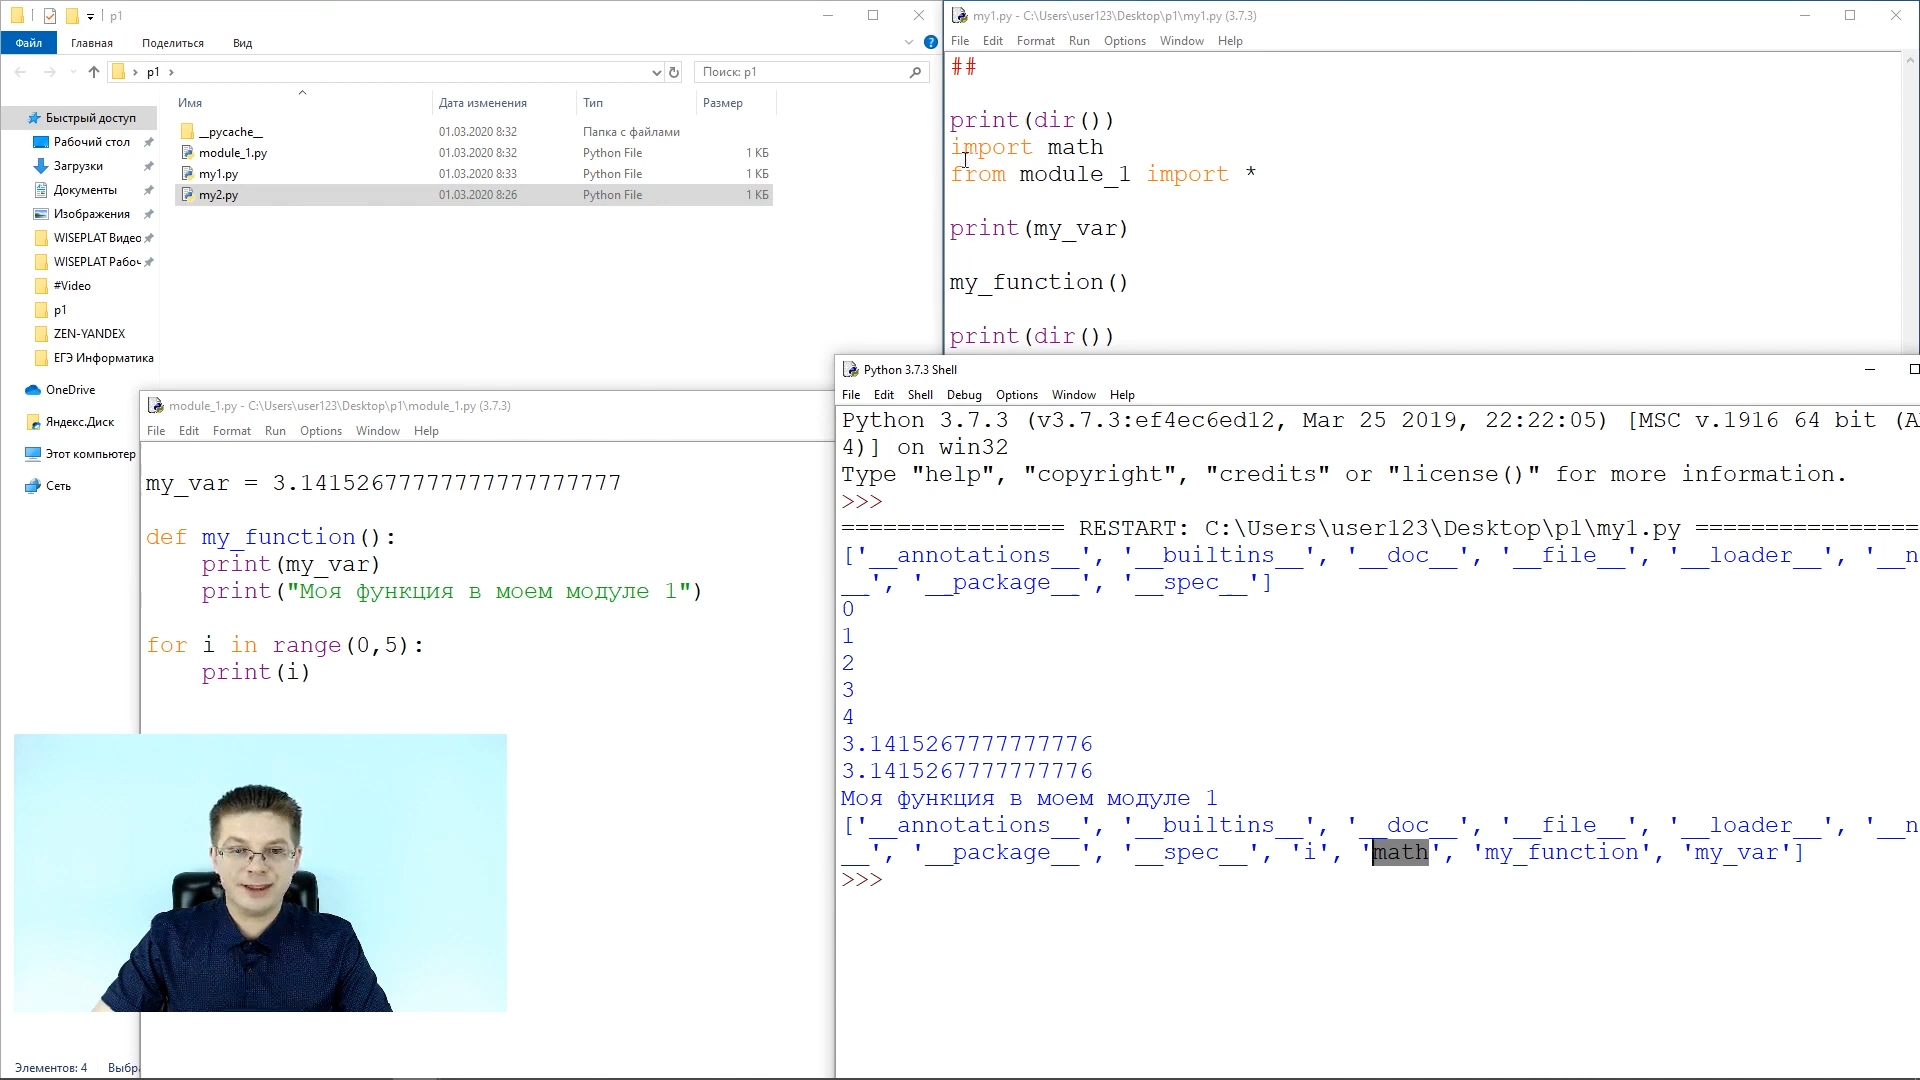 p1
Файл Главная Поделиться Вид
p1
Поиск: p1
Имя Дата изменения Тип Размер
__pycache__ 01.03.2020 8:32 Папка с файлами
module_1.py 01.03.2020 8:32 Python File 1 КБ
my1.py 01.03.2020 8:33 Python File 1 КБ
my2.py 01.03.2020 8:26 Python File 1 КБ
Быстрый доступ
Рабочий стол
Загрузки
Документы
Изображения
WISEPLAT Видео
WISEPLAT Рабоч
#Video
p1
ZEN-YANDEX
ЕГЭ Информатика
OneDrive
Яндекс.Диск
Этот компьютер
Сеть
Элементов: 4 Выбра
my1.py - C:\Users\user123\Desktop\p1\my1.py (3.7.3)
File Edit Format Run Options Window Help
##
print(dir())
import math
from module_1 import *
print(my_var)
my_function()
print(dir())
module_1.py - C:\Users\user123\Desktop\p1\module_1.py (3.7.3)
File Edit Format Run Options Window Help
my_var = 3.14152677777777777777777
def my_function():
print(my_var)
print("Моя функция в моем модуле 1")
for i in range(0,5):
print(i)
Python 3.7.3 Shell
File Edit Shell Debug Options Window Help
Python 3.7.3 (v3.7.3:ef4ec6ed12, Mar 25 2019, 22:22:05) [MSC v.1916 64 bit (A
4)] on win32
Type "help", "copyright", "credits" or "license()" for more information.
>>>
================ RESTART: C:\Users\user123\Desktop\p1\my1.py ================
['__annotations__', '__builtins__', '__doc__', '__file__', '__loader__', '__n
__', '__package__', '__spec__']
0
1
2
3
4
3.1415267777777776
3.1415267777777776
Моя функция в моем модуле 1
['__annotations__', '__builtins__', '__doc__', '__file__', '__loader__', '__n
__', '__package__', '__spec__', 'i', 'math', 'my_function', 'my_var']
>>>